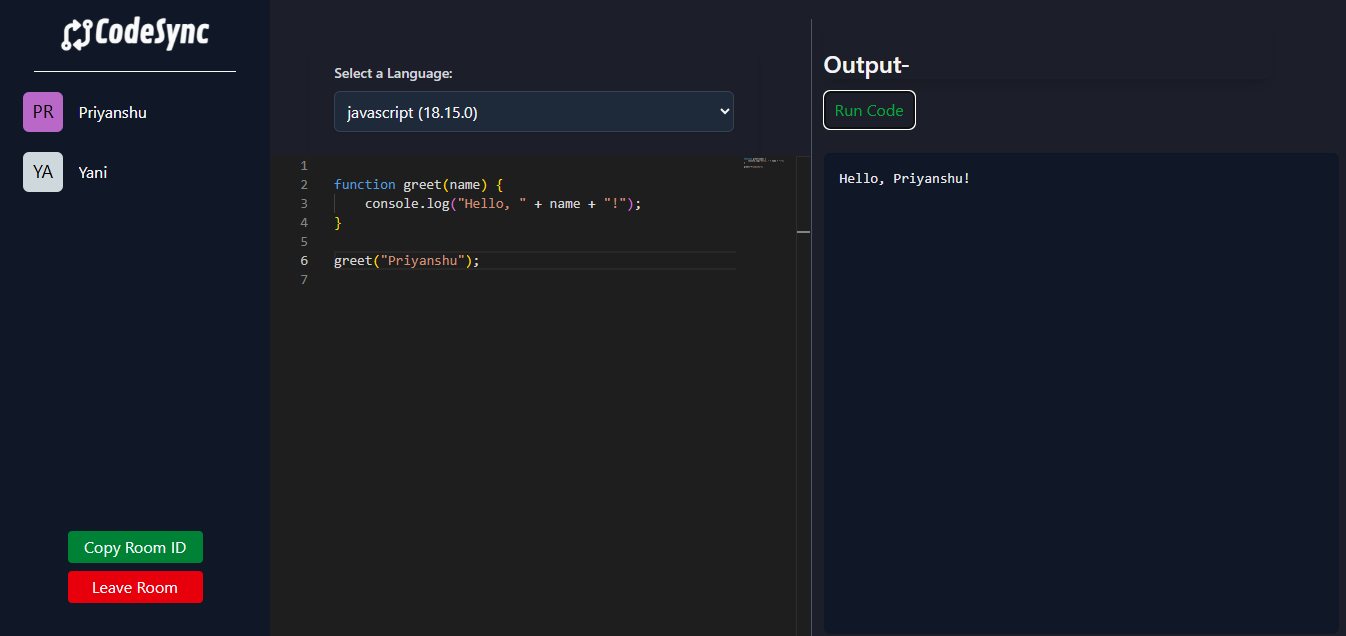 CodeSync
PR Priyanshu
YA Yani
Copy Room ID
Leave Room
Select a Language:
javascript (18.15.0)
1
2 function greet(name) {
3     console.log("Hello, " + name + "!");
4 }
5
6 greet("Priyanshu");
7
Output-
Run Code
Hello, Priyanshu!